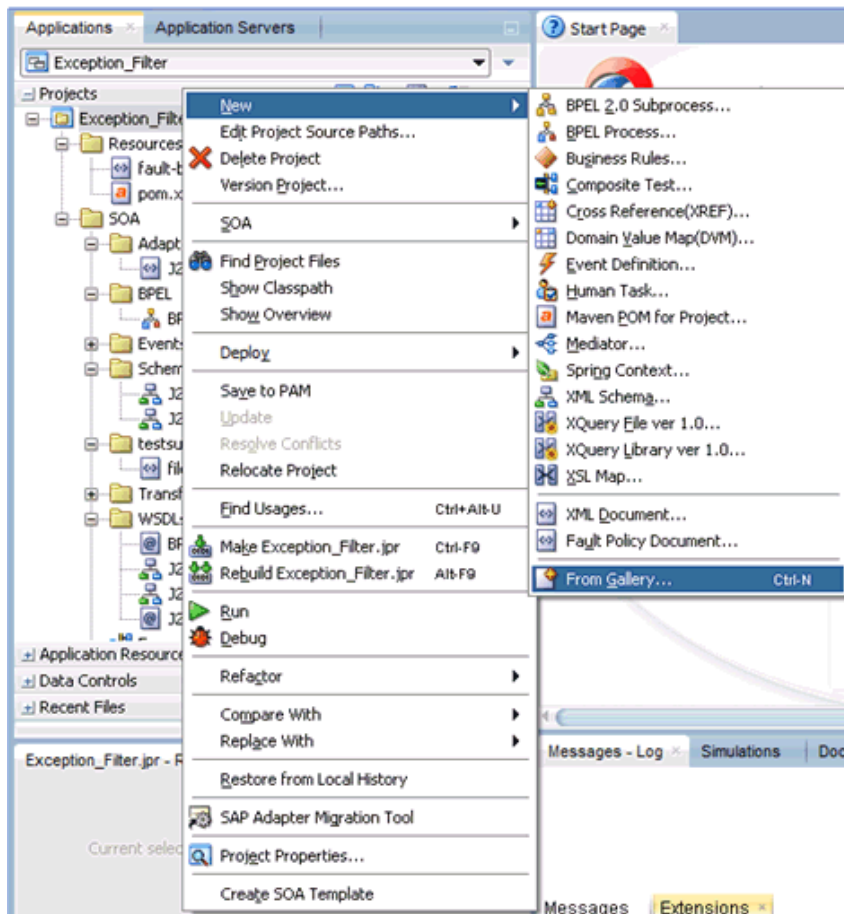 Applications
Application Servers
Start Page
Exception_Filter
Projects
Exception_Filte
Resources
fault-b
pom.x
SOA
Adapt
J2
BPEL
BF
Events
Schem
J2
J2
testsu
file
Transf
WSDLs
BF
J2
J2
J2
Application Resource
Data Controls
Recent Files
Exception_Filter.jpr - R
Current selec
New
Edit Project Source Paths...
Delete Project
Version Project...
SOA
Find Project Files
Show Classpath
Show Overview
Deploy
Save to PAM
Update
Resolve Conflicts
Relocate Project
Find Usages... Ctrl+Alt-U
Make Exception_Filter.jpr Ctrl-F9
Rebuild Exception_Filter.jpr Alt-F9
Run
Debug
Refactor
Compare With
Replace With
Restore from Local History
SAP Adapter Migration Tool
Project Properties...
Create SOA Template
BPEL 2.0 Subprocess...
BPEL Process...
Business Rules...
Composite Test...
Cross Reference(XREF)...
Domain Value Map(DVM)...
Event Definition...
Human Task...
Maven POM for Project...
Mediator...
Spring Context...
XML Schema...
XQuery File ver 1.0...
XQuery Library ver 1.0...
XSL Map...
XML Document...
Fault Policy Document...
From Gallery... Ctrl-N
Messages - Log
Simulations
Doc
Messages
Extensions